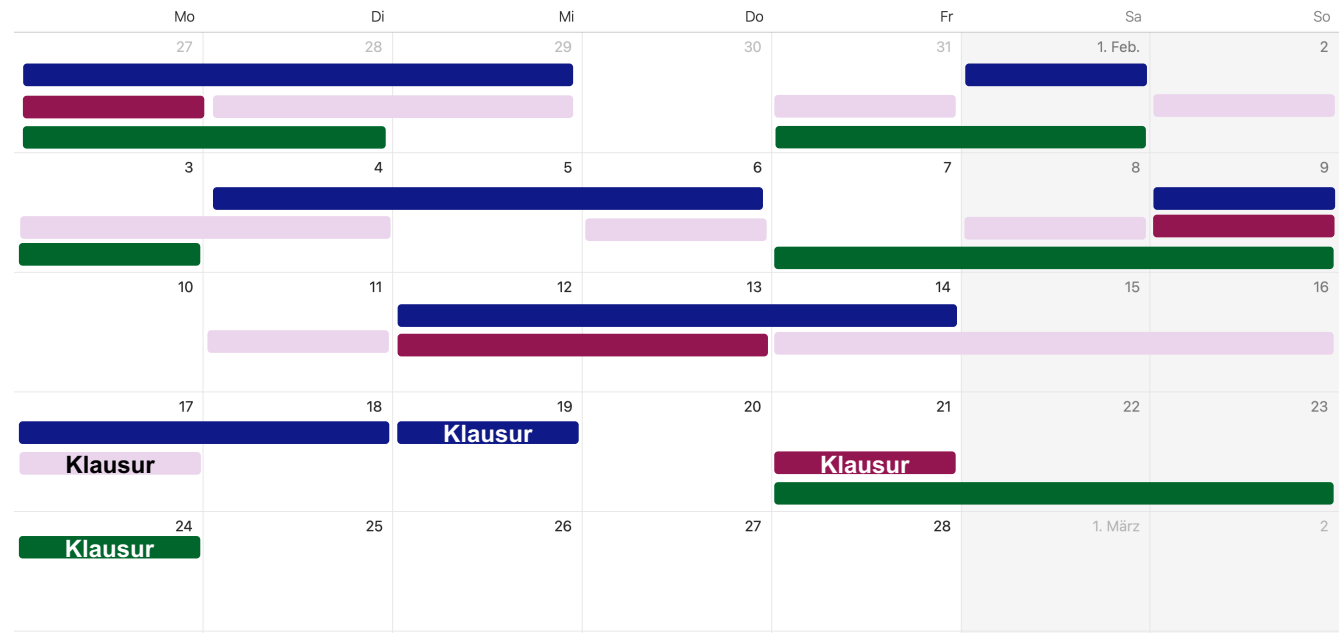 Mo Di Mi Do Fr Sa So
27 28 29 30 31 1. Feb. 2
3 4 5 6 7 8 9
10 11 12 13 14 15 16
17 18 19 20 21 22 23
Klausur
Klausur Klausur
24 25 26 27 28 1. März 2
Klausur